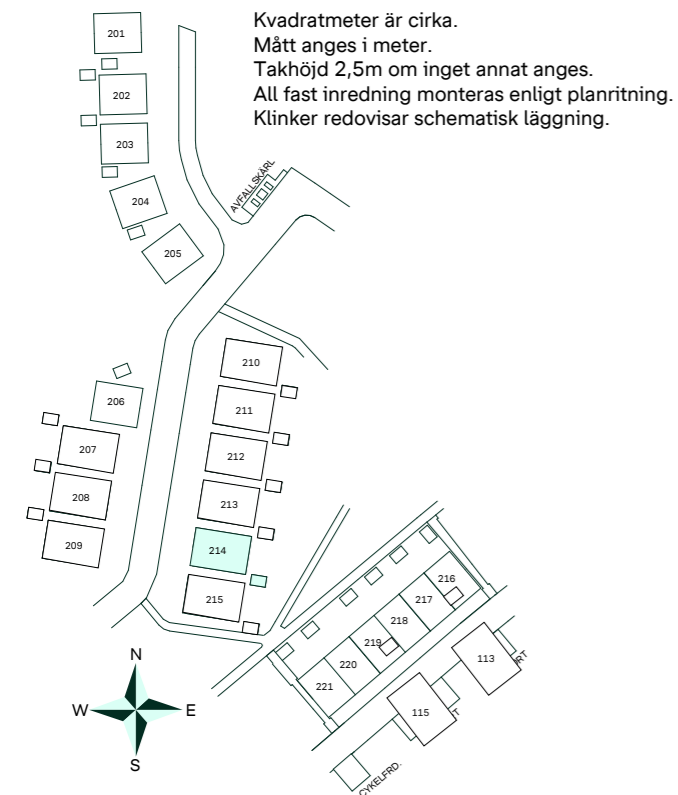 Kvadratmeter är cirka.
Mått anges i meter.
Takhöjd 2,5m om inget annat anges.
All fast inredning monteras enligt planritning.
Klinker redovisar schematisk läggning.
201
202
203
204
205
AVFALLSKÄRL
210
206
211
207
212
208
213
209
214
215
216
217
218
219
220
221
113
RT
115
T
CYKELFRD.
N
W
E
S